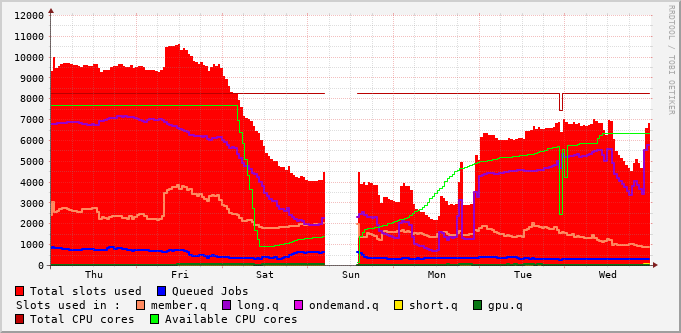 12000
11000
10000
9000
8000
7000
6000
5000
4000
3000
2000
1000
0
Thu Fri Sat Sun Mon Tue Wed
RRDTOOL / TOBI OETIKER
Total slots used Queued Jobs
Slots used in : member.q long.q ondemand.q short.q gpu.q
Total CPU cores Available CPU cores